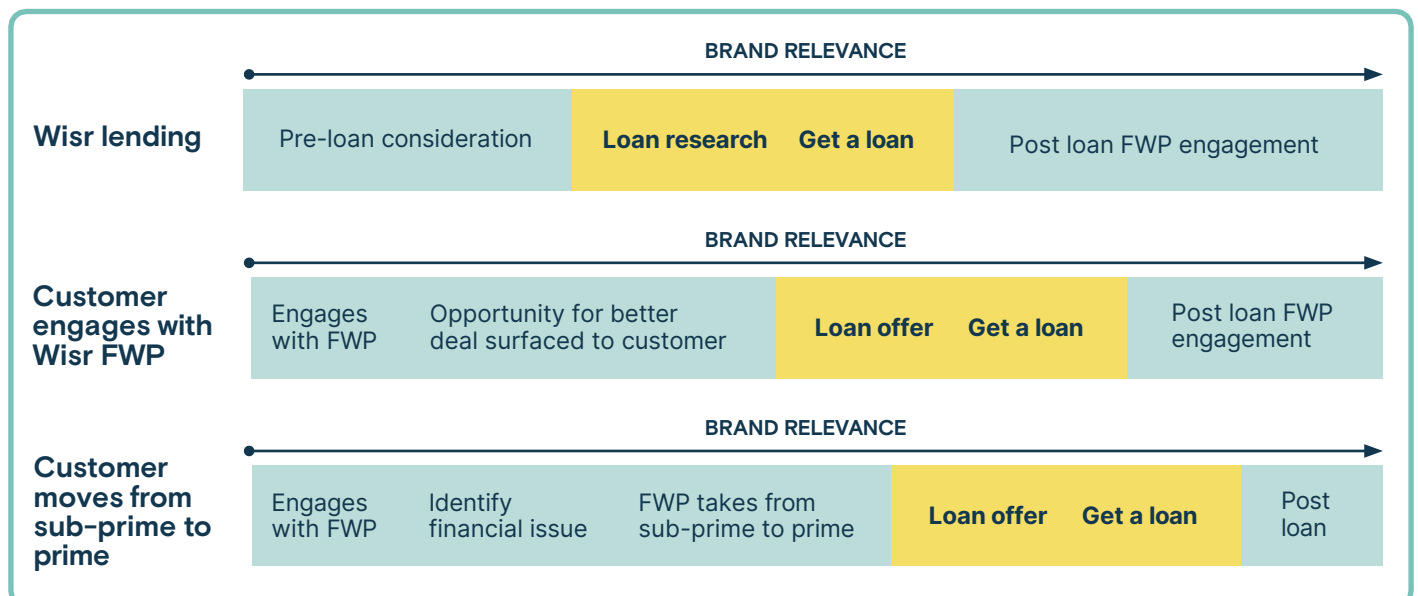 BRAND RELEVANCE
Wisr lending
Pre-loan consideration
Loan research
Get a loan
Post loan FWP engagement
BRAND RELEVANCE
Customer
engages with
Wisr FWP
Engages
with FWP
Opportunity for better
deal surfaced to customer
Loan offer
Get a loan
Post loan FWP
engagement
BRAND RELEVANCE
Customer
moves from
sub-prime to
prime
Engages
with FWP
Identify
financial issue
FWP takes from
sub-prime to prime
Loan offer
Get a loan
Post
loan